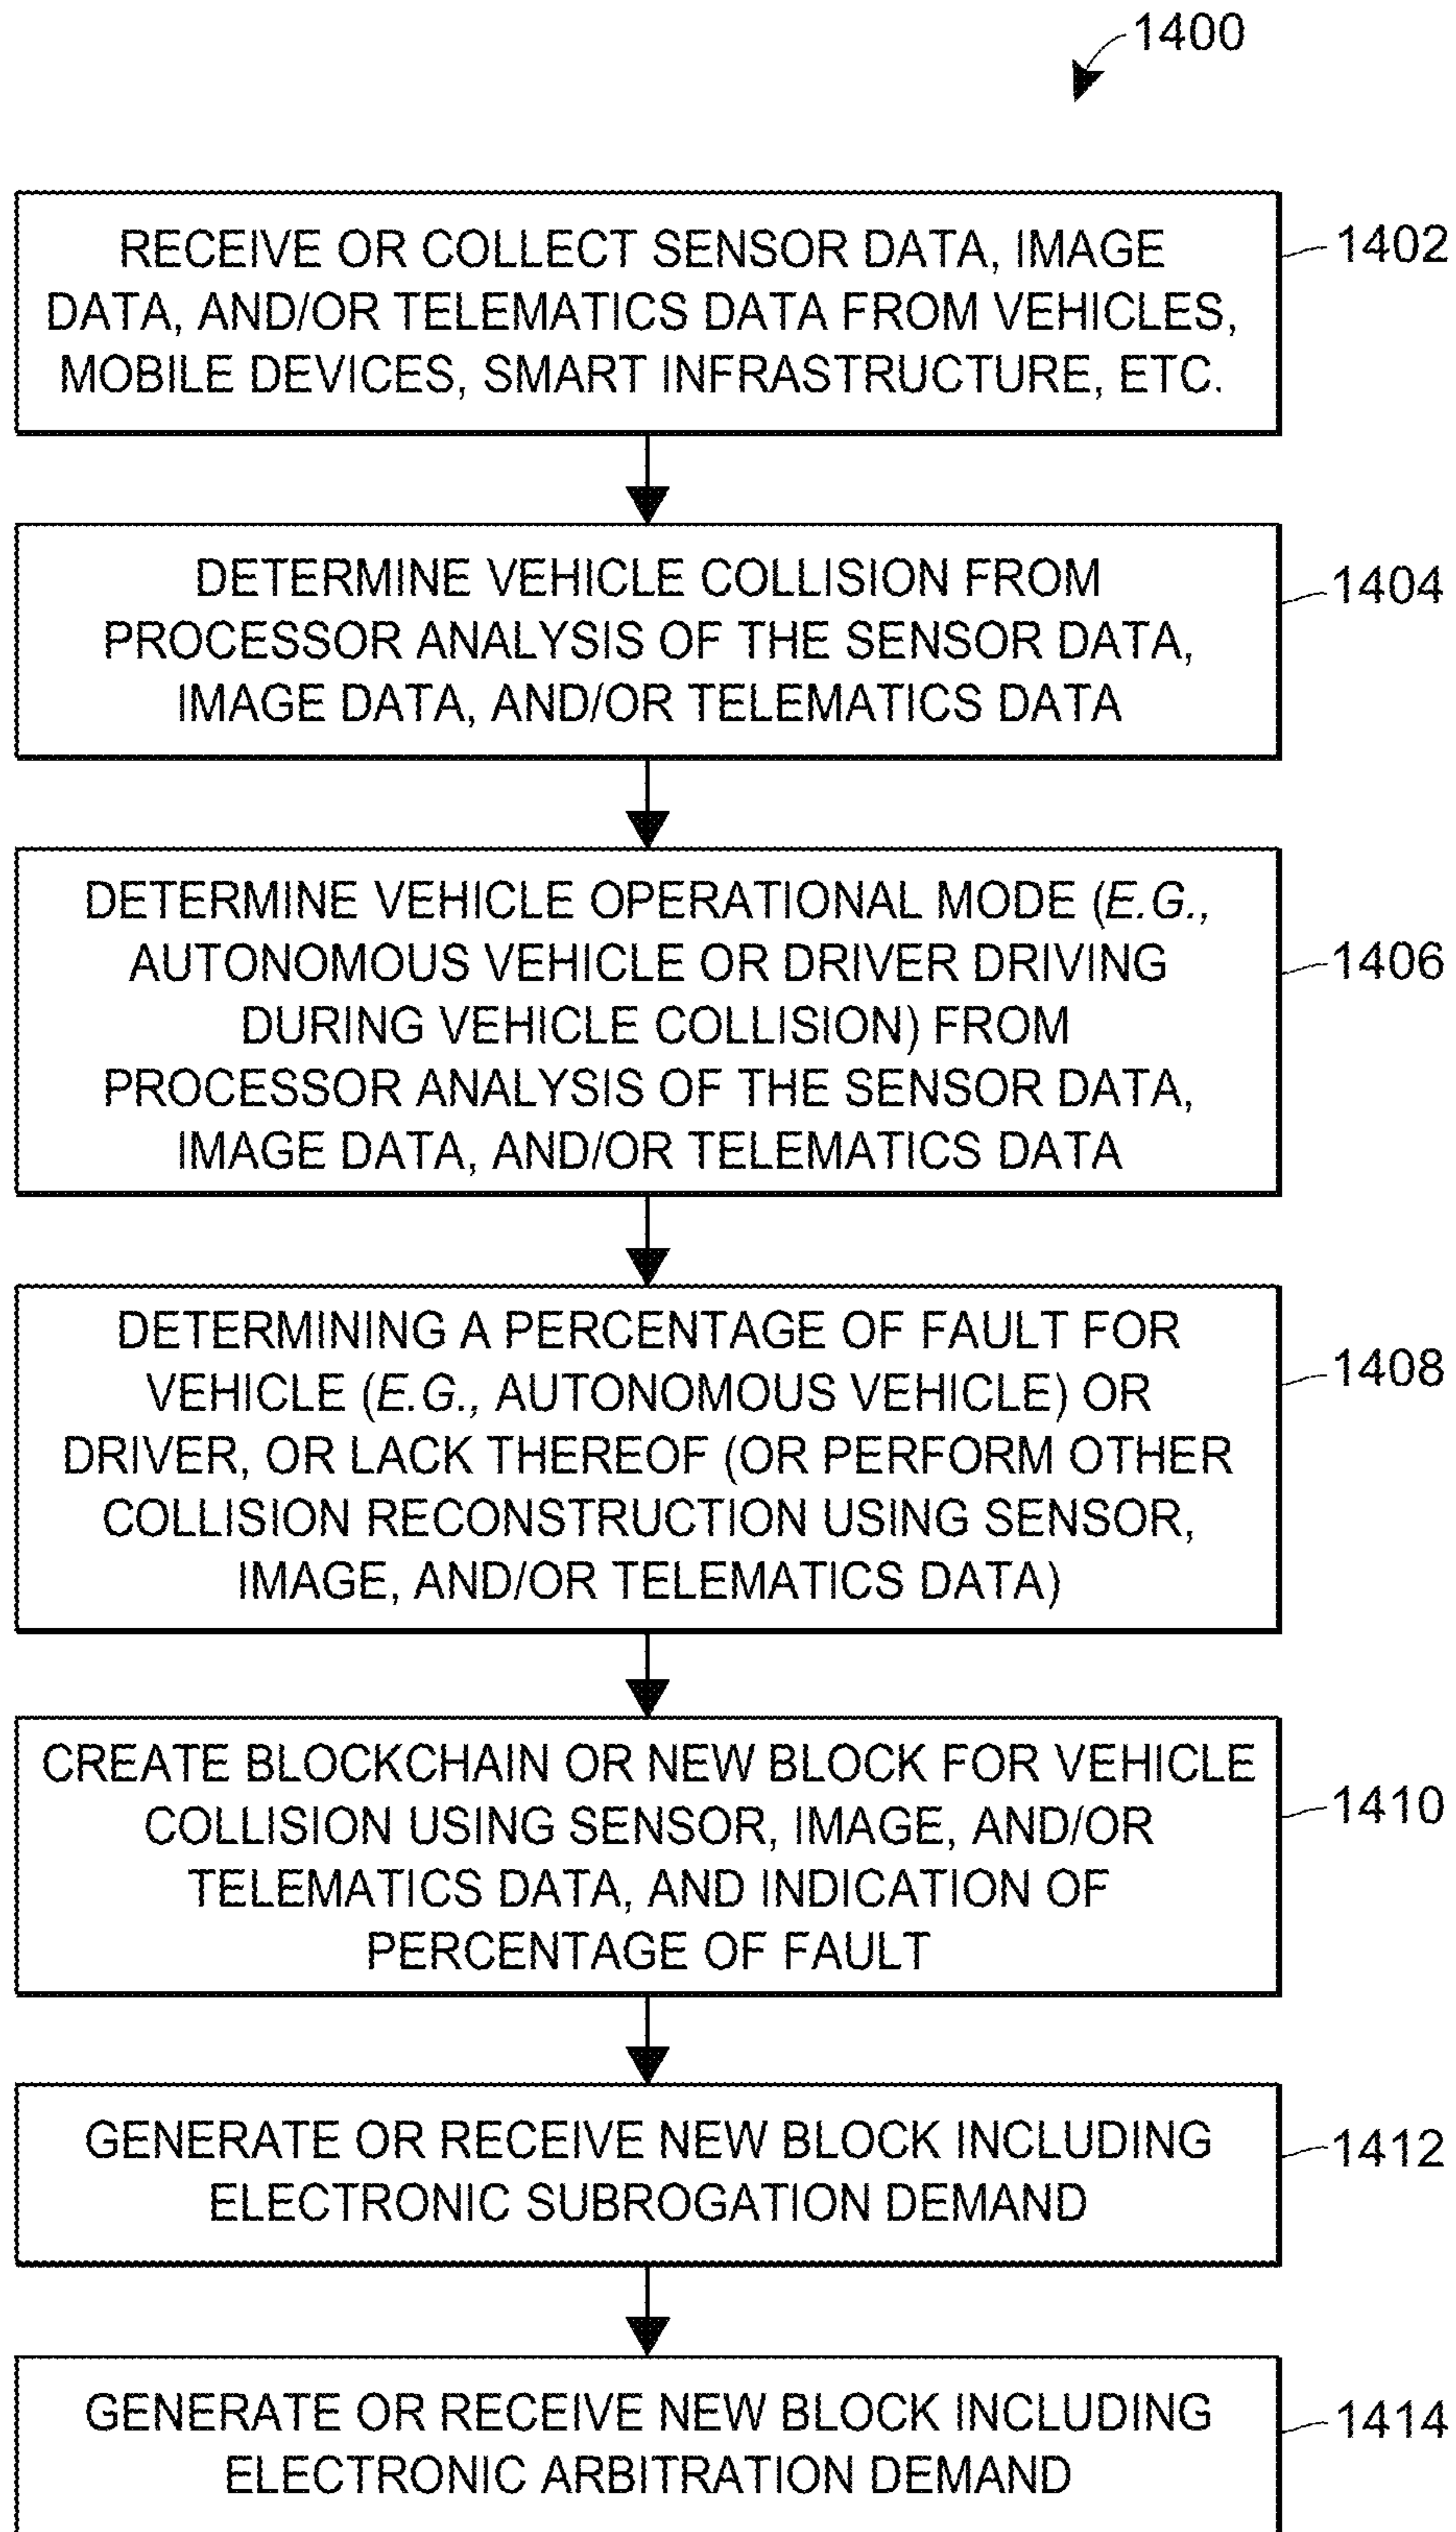 1400
RECEIVE OR COLLECT SENSOR DATA, IMAGE
DATA, AND/OR TELEMATICS DATA FROM VEHICLES,
MOBILE DEVICES, SMART INFRASTRUCTURE, ETC.
1402
DETERMINE VEHICLE COLLISION FROM
PROCESSOR ANALYSIS OF THE SENSOR DATA,
IMAGE DATA, AND/OR TELEMATICS DATA
1404
DETERMINE VEHICLE OPERATIONAL MODE (E.G.,
AUTONOMOUS VEHICLE OR DRIVER DRIVING
DURING VEHICLE COLLISION) FROM
PROCESSOR ANALYSIS OF THE SENSOR DATA,
IMAGE DATA, AND/OR TELEMATICS DATA
1406
DETERMINING A PERCENTAGE OF FAULT FOR
VEHICLE (E.G., AUTONOMOUS VEHICLE) OR
DRIVER, OR LACK THEREOF (OR PERFORM OTHER
COLLISION RECONSTRUCTION USING SENSOR,
IMAGE, AND/OR TELEMATICS DATA)
1408
CREATE BLOCKCHAIN OR NEW BLOCK FOR VEHICLE
COLLISION USING SENSOR, IMAGE, AND/OR
TELEMATICS DATA, AND INDICATION OF
PERCENTAGE OF FAULT
1410
GENERATE OR RECEIVE NEW BLOCK INCLUDING
ELECTRONIC SUBROGATION DEMAND
1412
GENERATE OR RECEIVE NEW BLOCK INCLUDING
ELECTRONIC ARBITRATION DEMAND
1414